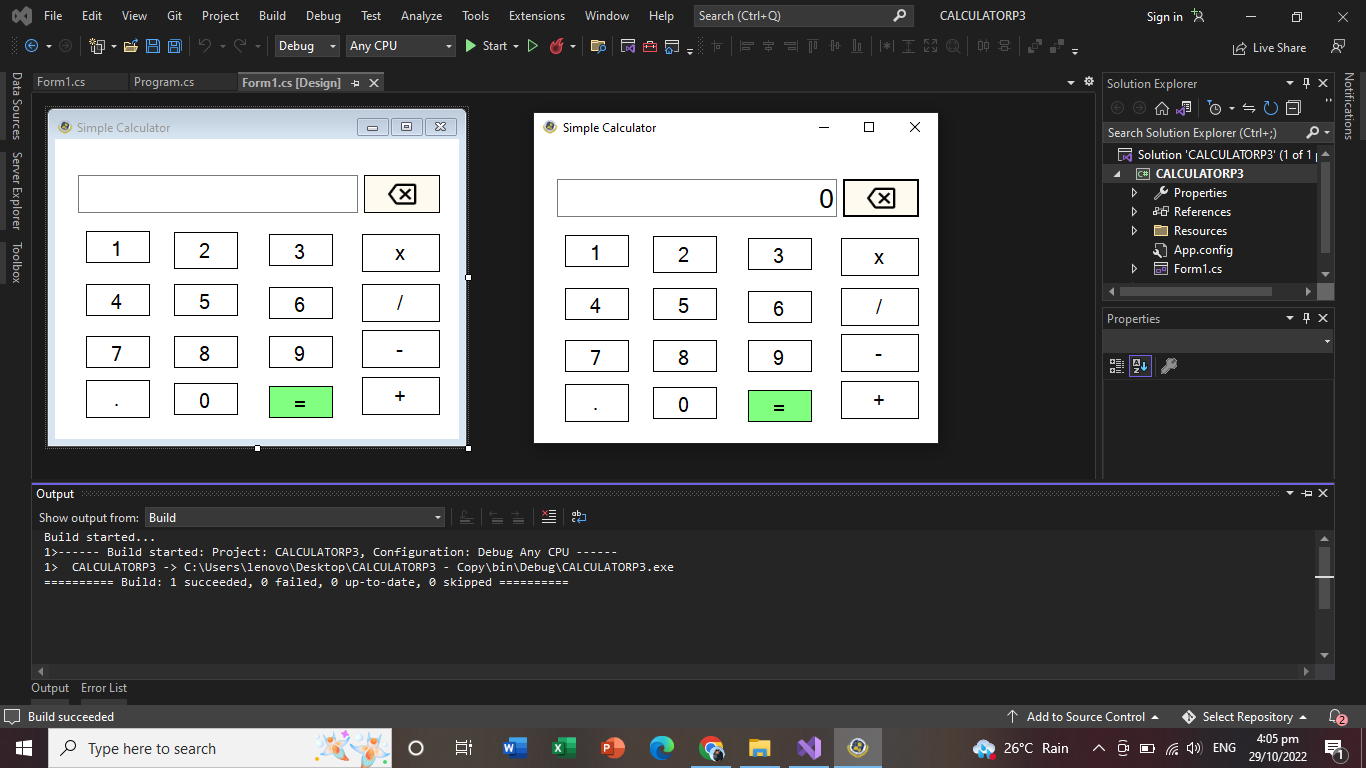 File Edit View Git Project Build Debug Test Analyze Tools Extensions Window Help Search (Ctrl+Q) CALCULATORP3 Sign in
Debug Any CPU Start Live Share
Form1.cs Program.cs Form1.cs [Design]
Data Sources
Server Explorer
Toolbox
Simple Calculator
1 2 3 x
4 5 6 /
7 8 9 -
. 0 = +
Simple Calculator
0
1 2 3 x
4 5 6 /
7 8 9 -
. 0 = +
Solution Explorer
Search Solution Explorer (Ctrl+;)
Solution 'CALCULATORP3' (1 of 1
C# CALCULATORP3
Properties
References
Resources
App.config
Form1.cs
Properties
Notifications
Output
Show output from: Build
Build started...
1>------ Build started: Project: CALCULATORP3, Configuration: Debug Any CPU ------
1>  CALCULATORP3 -> C:\Users\lenovo\Desktop\CALCULATORP3 - Copy\bin\Debug\CALCULATORP3.exe
========== Build: 1 succeeded, 0 failed, 0 up-to-date, 0 skipped ==========
Output Error List
Build succeeded Add to Source Control Select Repository 2
Type here to search 26°C Rain ENG 4:05 pm
29/10/2022 1